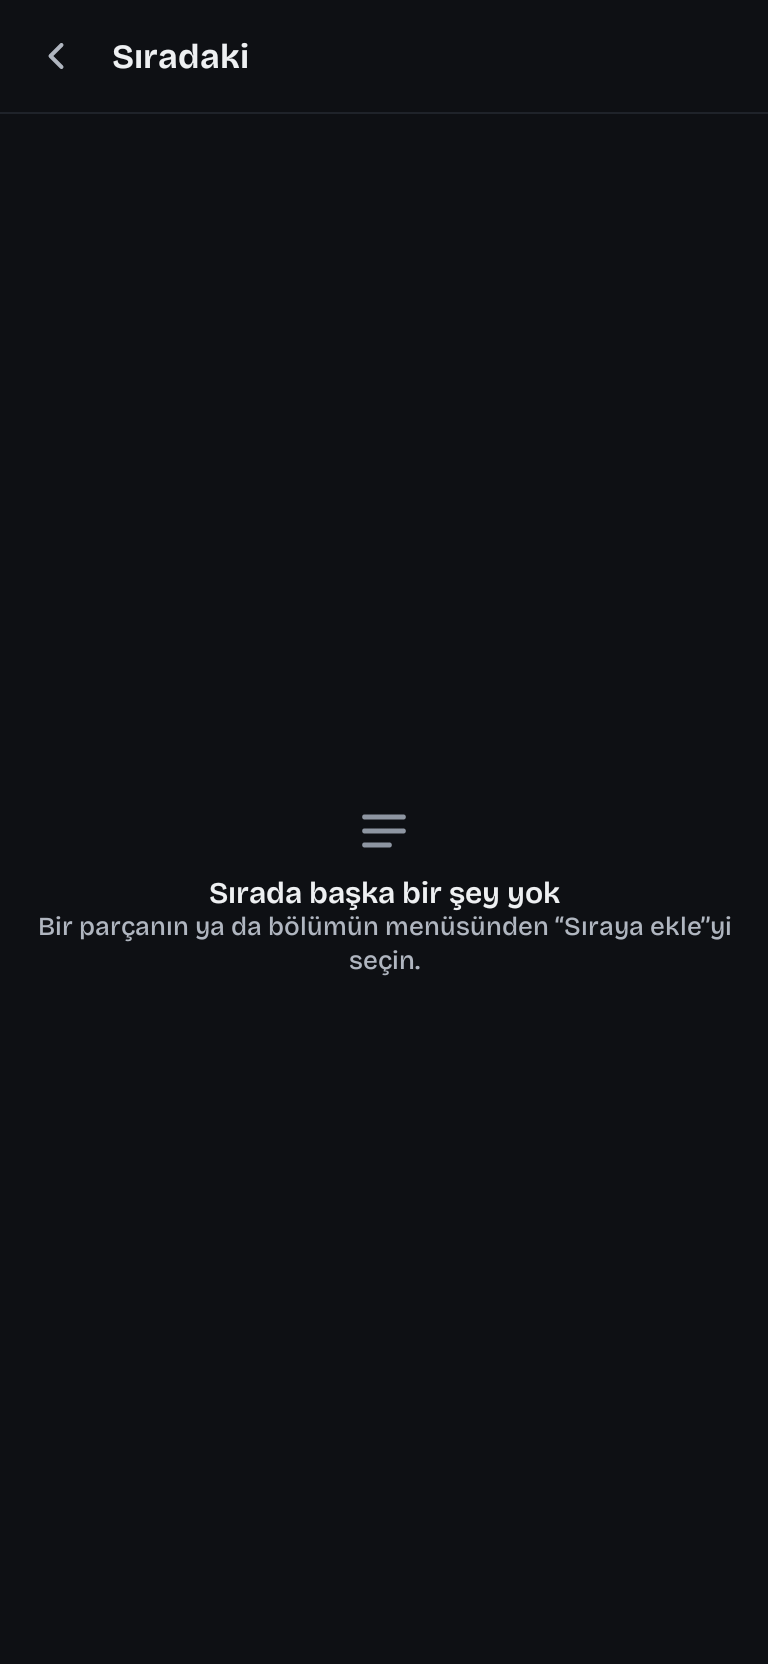 Sıradaki
Sırada başka bir şey yok
Bir parçanın ya da bölümün menüsünden “Sıraya ekle”yi
seçin.